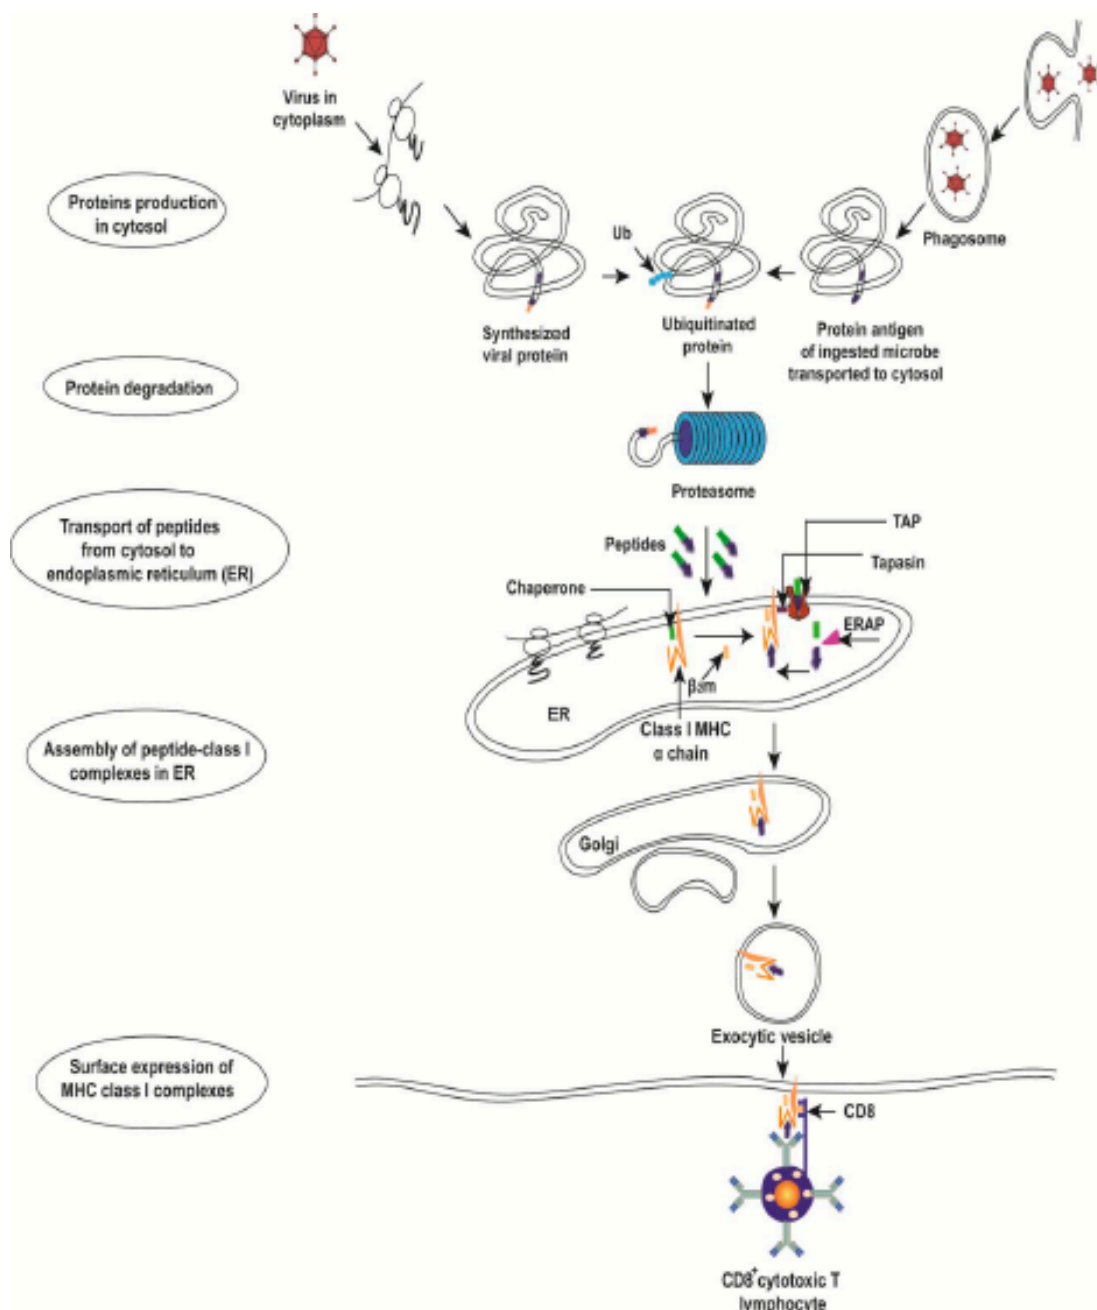 Virus in
cytoplasm
Proteins production
in cytosol
Ub
Phagosome
Synthesized
viral protein
Ubiquitinated
protein
Protein antigen
of ingested microbe
transported to cytosol
Protein degradation
Proteasome
Transport of peptides
from cytosol to
endoplasmic reticulum (ER)
Peptides
TAP
Tapasin
Chaperone
ERAP
β2m
ER
Class I MHC
α chain
Assembly of peptide-class I
complexes in ER
Golgi
Exocytic vesicle
Surface expression of
MHC class I complexes
CD8
CD8+cytotoxic T
lymphocyte